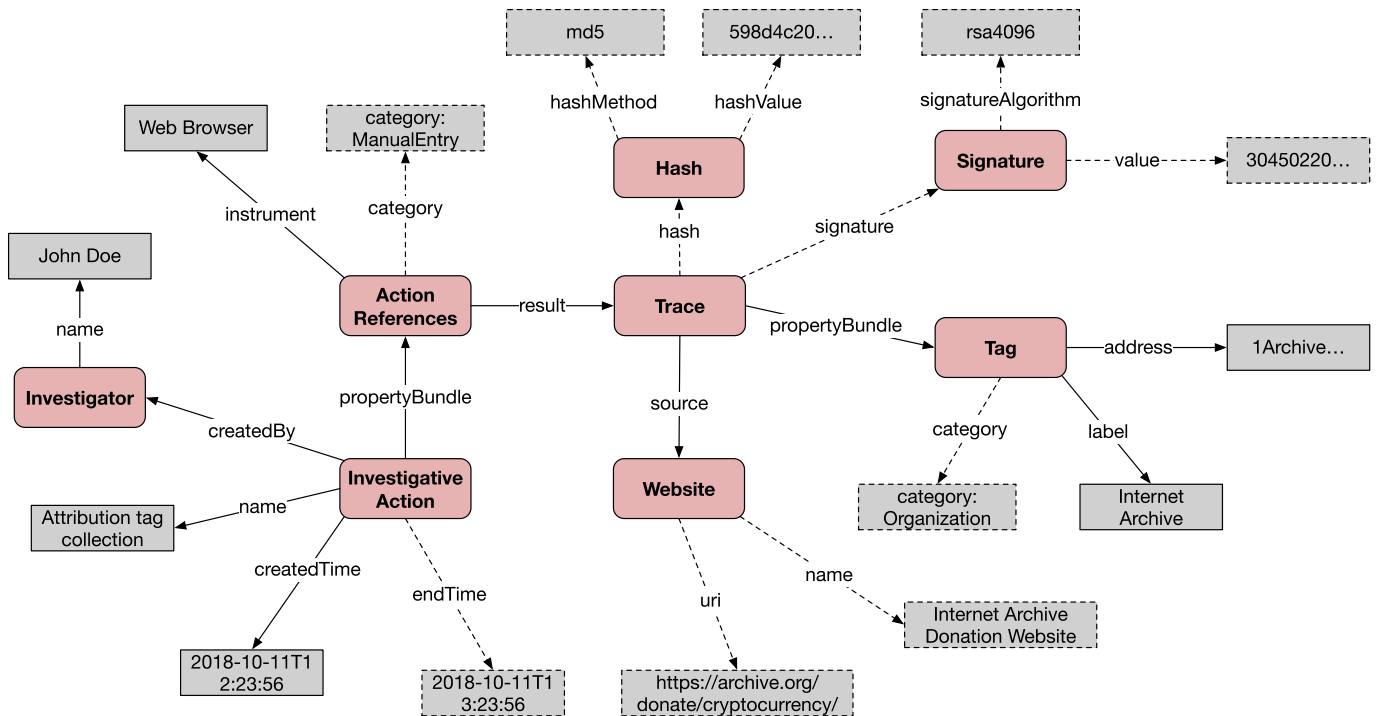 md5
598d4c20...
rsa4096
hashMethod
hashValue
signatureAlgorithm
Web Browser
category:
ManualEntry
Hash
Signature
value
30450220...
instrument
category
hash
signature
John Doe
name
Action
References
result
Trace
propertyBundle
Tag
address
1Archive...
Investigator
propertyBundle
source
createdBy
category
label
Investigative
Action
Website
name
Attribution tag
collection
category:
Organization
Internet
Archive
createdTime
endTime
uri
name
Internet Archive
Donation Website
2018-10-11T1
2:23:56
2018-10-11T1
3:23:56
https://archive.org/
donate/cryptocurrency/